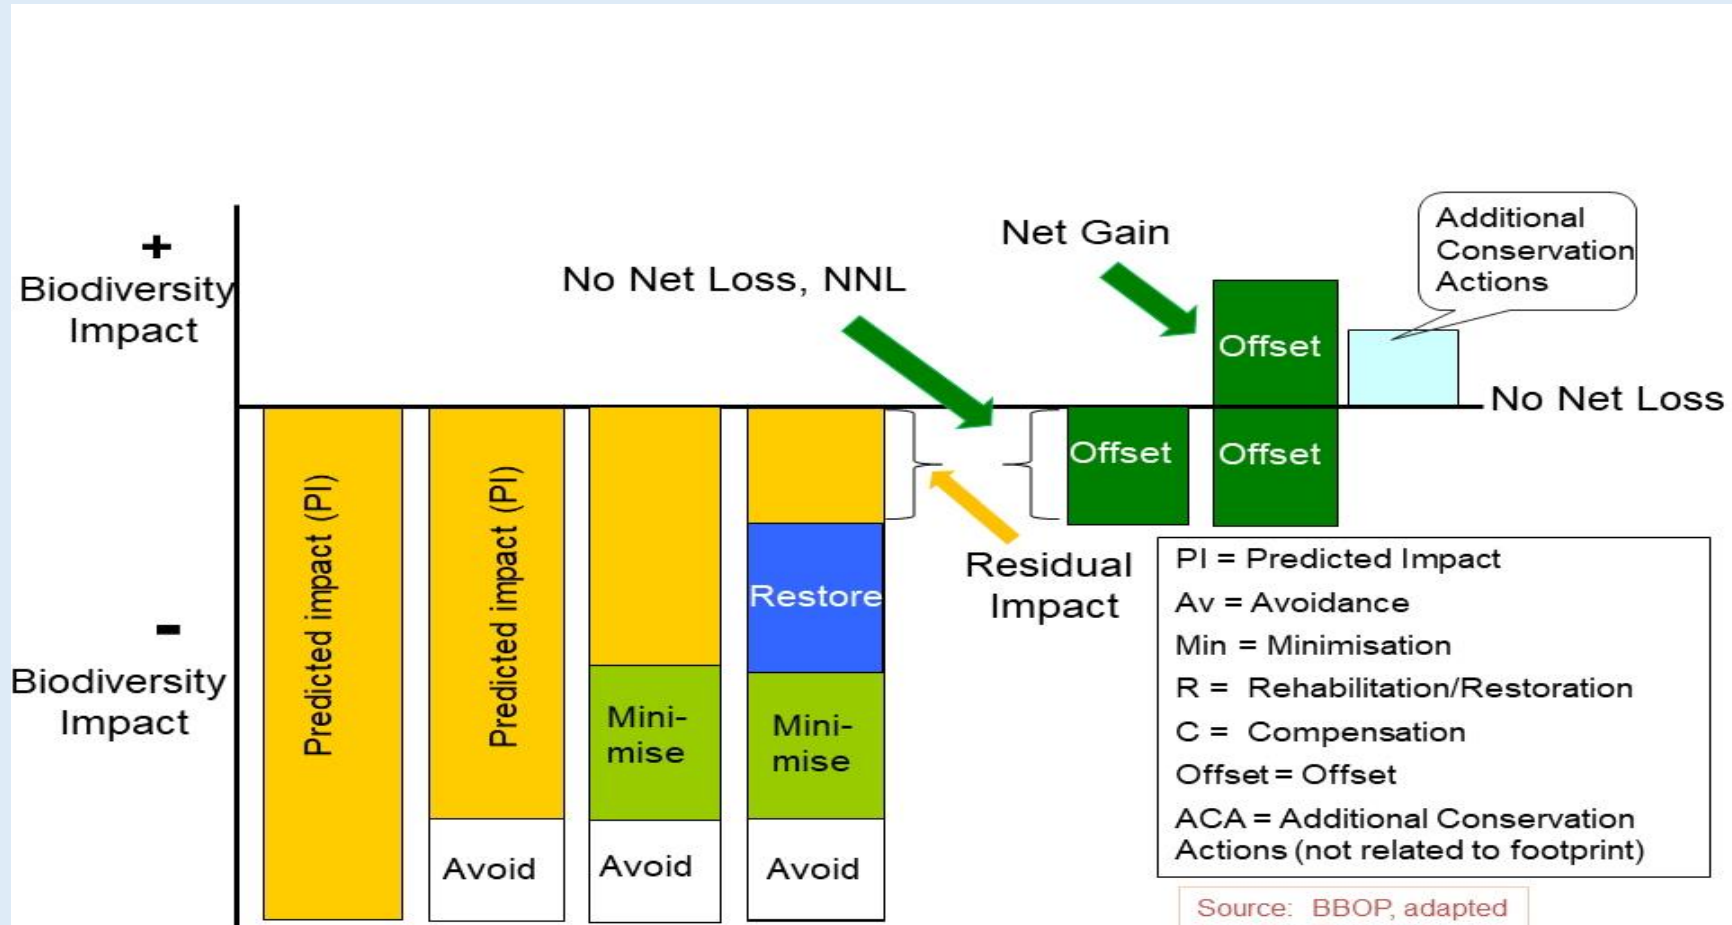 +
Biodiversity
Impact
No Net Loss, NNL
Net Gain
Additional
Conservation
Actions
Offset
No Net Loss
Predicted impact (PI)
Predicted impact (PI)
Offset
Offset
Restore
Residual
Impact
-
Biodiversity
Impact
Mini-
mise
Mini-
mise
Avoid
Avoid
Avoid
PI = Predicted Impact
Av = Avoidance
Min = Minimisation
R = Rehabilitation/Restoration
C = Compensation
Offset = Offset
ACA = Additional Conservation
Actions (not related to footprint)
Source: BBOP, adapted